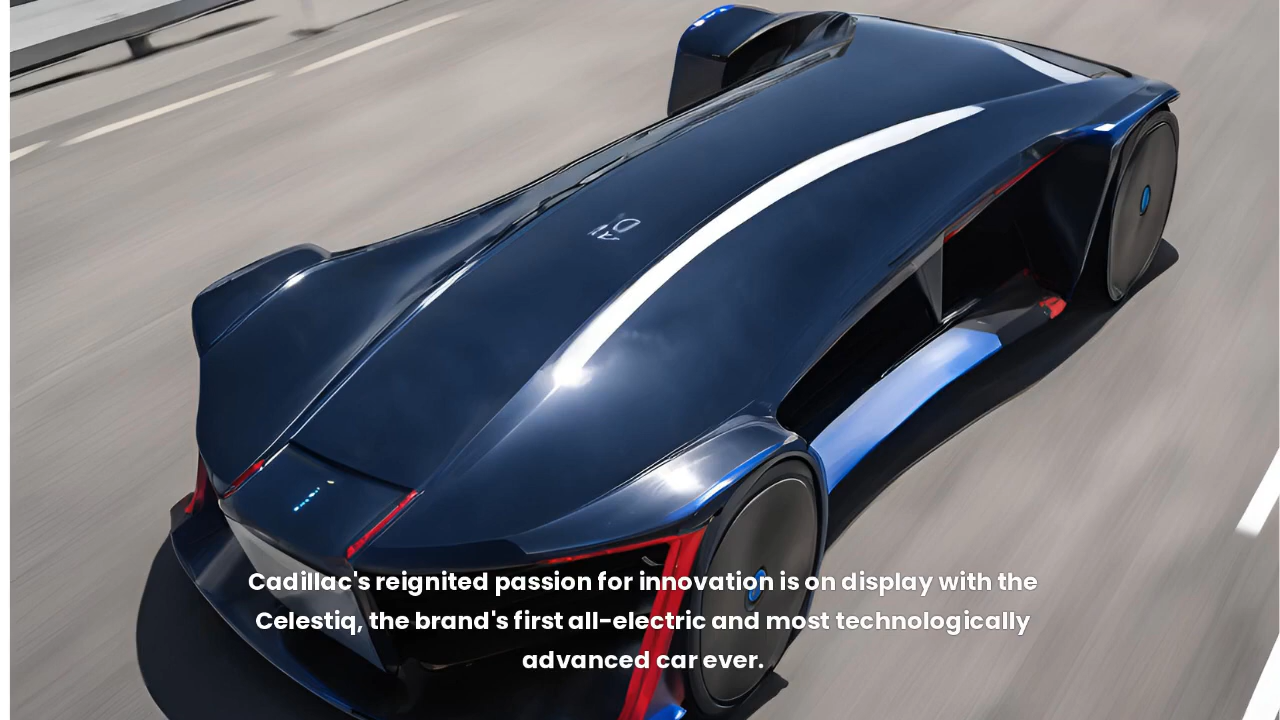 Cadillac's reignited passion for innovation is on display with the
Celestiq, the brand's first all-electric and most technologically
advanced car ever.